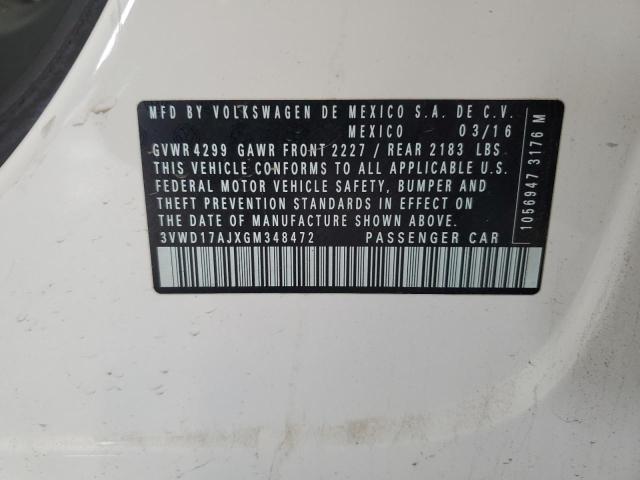 MFD BY VOLKSWAGEN DE MEXICO S.A. DE C.V.
MEXICO 03/16
GVWR 4299 GAWR FRONT 2227 / REAR 2183 LBS
THIS VEHICLE CONFORMS TO ALL APPLICABLE U.S.
FEDERAL MOTOR VEHICLE SAFETY, BUMPER AND
THEFT PREVENTION STANDARDS IN EFFECT ON
THE DATE OF MANUFACTURE SHOWN ABOVE.
3VWD17AJXGM348472 PASSENGER CAR
1056947 3176 M